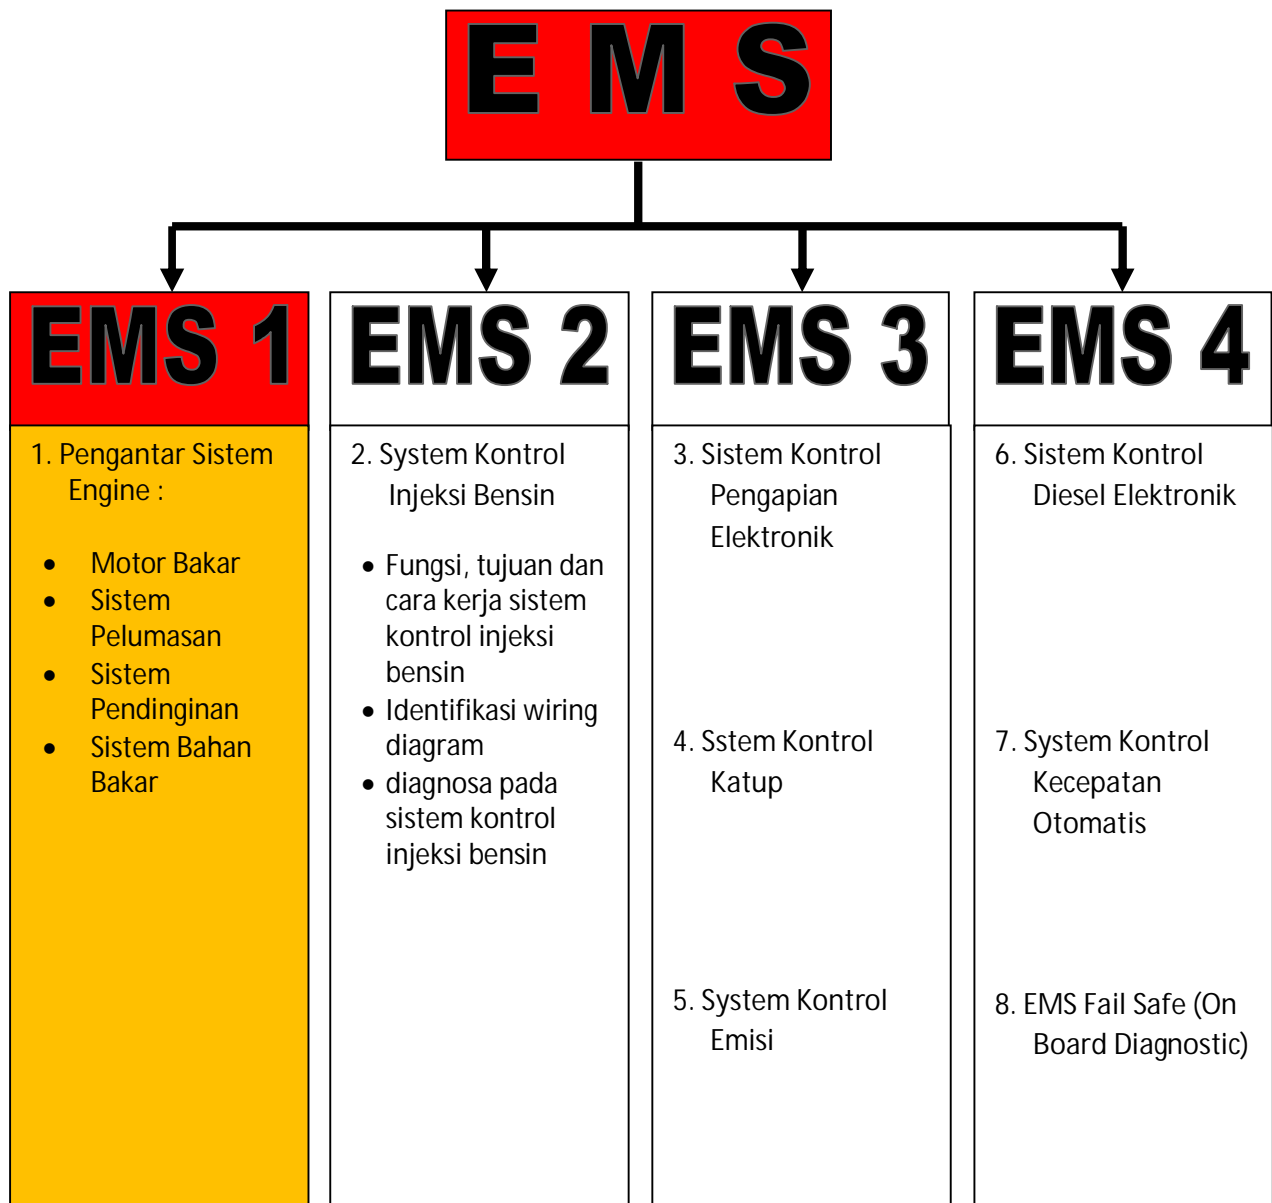 E M S
EMS 1
1. Pengantar Sistem
Engine :
• Motor Bakar
• Sistem
Pelumasan
• Sistem
Pendinginan
• Sistem Bahan
Bakar
EMS 2
2. System Kontrol
Injeksi Bensin
• Fungsi, tujuan dan
cara kerja sistem
kontrol injeksi
bensin
• Identifikasi wiring
diagram
• diagnosa pada
sistem kontrol
injeksi bensin
EMS 3
3. Sistem Kontrol
Pengapian
Elektronik
4. Sstem Kontrol
Katup
5. System Kontrol
Emisi
EMS 4
6. Sistem Kontrol
Diesel Elektronik
7. System Kontrol
Kecepatan
Otomatis
8. EMS Fail Safe (On
Board Diagnostic)